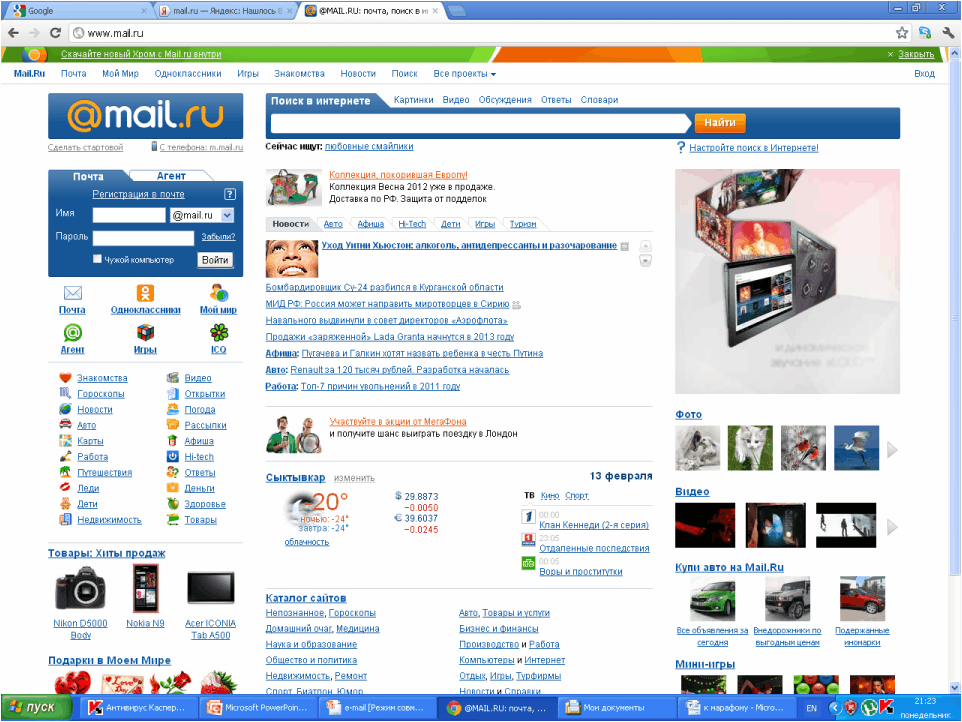 Google
mail.ru — Яндекс: Нашлось 8
@MAIL.RU: почта, поиск в ин
www.mail.ru
Скачайте новый Хром с Mail.ru внутри
× Закрыть
Mail.Ru Почта Мой Мир Одноклассники Игры Знакомства Новости Поиск Все проекты Вход
@mail.ru
Сделать стартовой С телефона: m.mail.ru
Поиск в интернете Картинки Видео Обсуждения Ответы Словари
Найти
Сейчас ищут: любовные смайлики
? Настройте поиск в Интернете!
Почта Агент
Регистрация в почте ?
Имя @mail.ru
Пароль Забыли?
Чужой компьютер Войти
Почта Одноклассники Мой мир
Агент Игры ICQ
Знакомства Видео
Гороскопы Открытки
Новости Погода
Авто Рассылки
Карты Афиша
Работа Hi-tech
Путешествия Ответы
Леди Деньги
Дети Здоровье
Недвижимость Товары
Товары: Хиты продаж
Nikon D5000 Body
Nokia N9
Acer ICONIA Tab A500
Подарки в Моем Мире
Коллекция, покорившая Европу!
Коллекция Весна 2012 уже в продаже.
Доставка по РФ. Защита от подделок
Новости Авто Афиша Hi-Tech Дети Игры Туризм
Уход Уитни Хьюстон: алкоголь, антидепрессанты и разочарование
Бомбардировщик Су-24 разбился в Курганской области
МИД РФ: Россия может направить миротворцев в Сирию
Навального выдвинули в совет директоров «Аэрофлота»
Продажи «заряженной» Lada Granta начнутся в 2013 году
Афиша: Пугачева и Галкин хотят назвать ребенка в честь Путина
Авто: Renault за 120 тысяч рублей. Разработка началась
Работа: Топ-7 причин увольнений в 2011 году
Участвуйте в акции от МегаФона
и получите шанс выиграть поездку в Лондон
Сыктывкар изменить 13 февраля
-20°
ночью: -24°
завтра: -24°
облачность
$ 29.8873
-0.0050
€ 39.6037
-0.0245
ТВ Кино Спорт
00:00
Клан Кеннеди (2-я серия)
23:05
Отдаленные последствия
00:05
Воры и проститутки
Каталог сайтов
Непознанное, Гороскопы Авто, Товары и услуги
Домашний очаг, Медицина Бизнес и финансы
Наука и образование Производство и Работа
Общество и политика Компьютеры и Интернет
Недвижимость, Ремонт Отдых, Игры, Турфирмы
Спорт, Биатлон, Юмор Новости и Справки
и динамическое
звучание
Фото
Видео
Купи авто на Mail.Ru
Все объявления за сегодня
Внедорожники по выгодным ценам
Подержанные иномарки
Мини-игры
пуск
Антивирус Каспер...
Microsoft PowerPoin...
e-mail [Режим совм...
@MAIL.RU: почта, ...
Мои документы
к марафону - Micro...
EN
21:23
понедельник